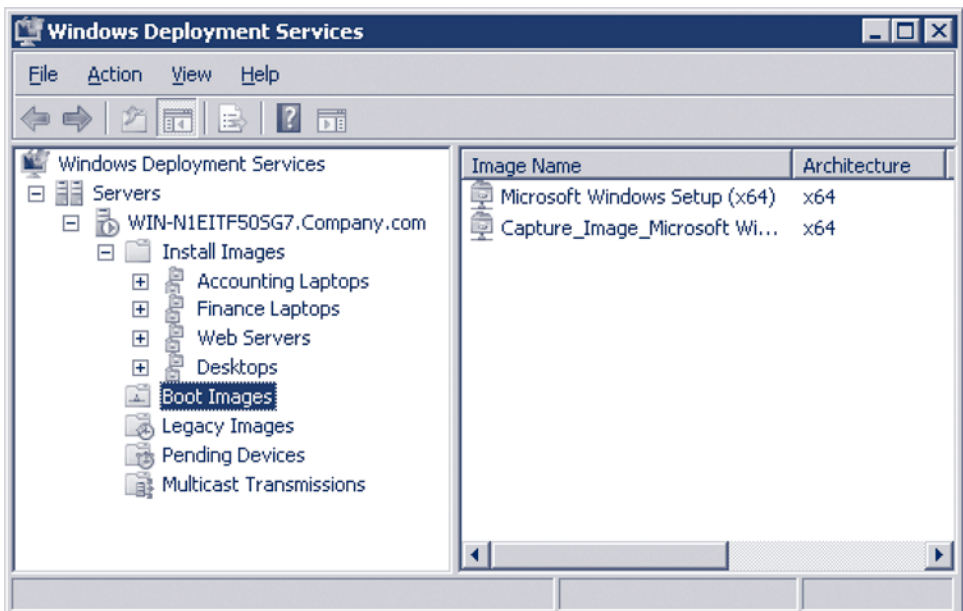 Windows Deployment Services
File Action View Help
Windows Deployment Services
Servers
WIN-N1EITF50SG7.Company.com
Install Images
Accounting Laptops
Finance Laptops
Web Servers
Desktops
Boot Images
Legacy Images
Pending Devices
Multicast Transmissions
Image Name Architecture
Microsoft Windows Setup (x64) x64
Capture_Image_Microsoft Wi... x64